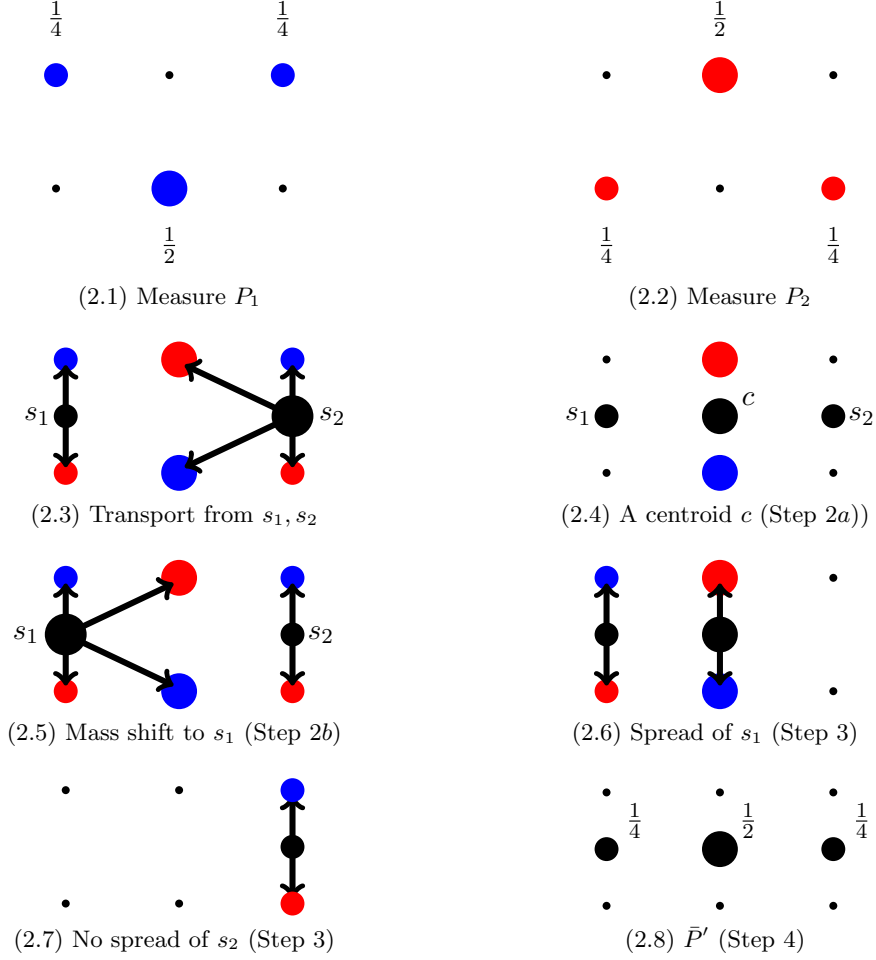 1/4 1/4 1/2
1/2 1/4 1/4
(2.1) Measure P₁ (2.2) Measure P₂
s₁ s₂ s₁ c s₂
(2.3) Transport from s₁, s₂ (2.4) A centroid c (Step 2a))
s₁ s₂
(2.5) Mass shift to s₁ (Step 2b) (2.6) Spread of s₁ (Step 3)
1/4 1/2 1/4
(2.7) No spread of s₂ (Step 3) (2.8) P̄′ (Step 4)